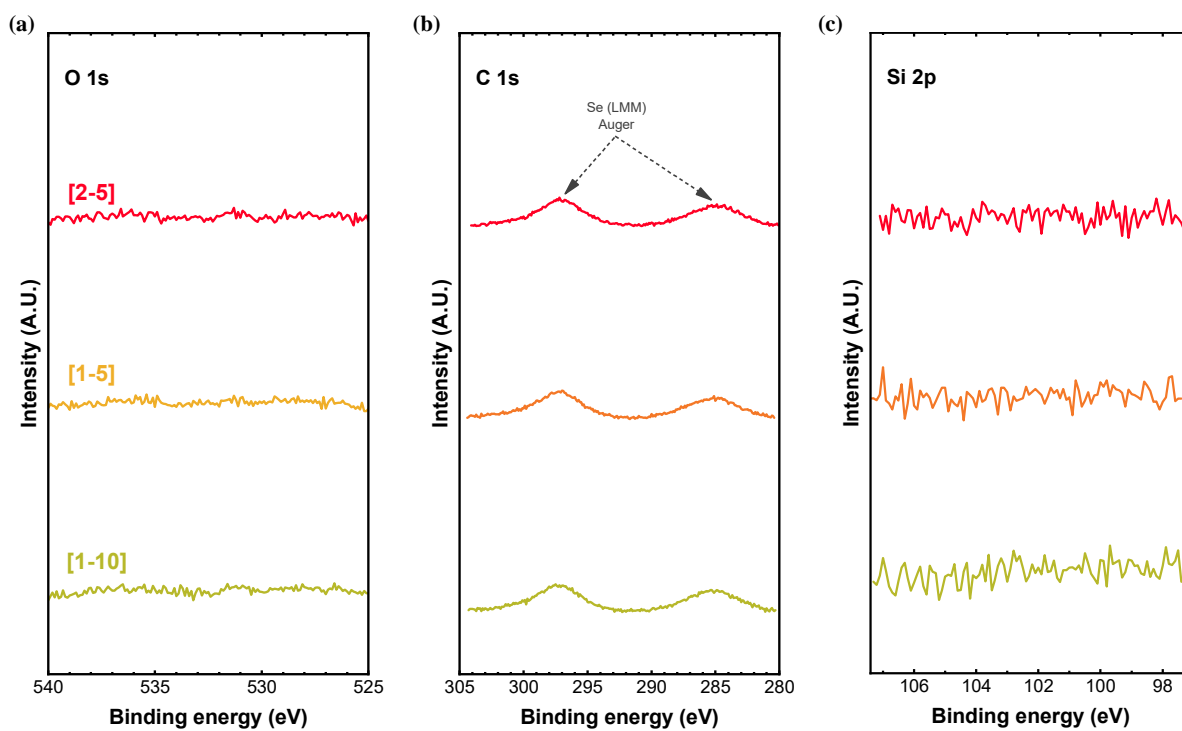 (a)
O 1s
[2-5]
[1-5]
[1-10]
Intensity (A.U.)
540 535 530 525
Binding energy (eV)
(b)
C 1s
Se (LMM)
Auger
Intensity (A.U.)
305 300 295 290 285 280
Binding energy (eV)
(c)
Si 2p
Intensity (A.U.)
106 104 102 100 98
Binding energy (eV)